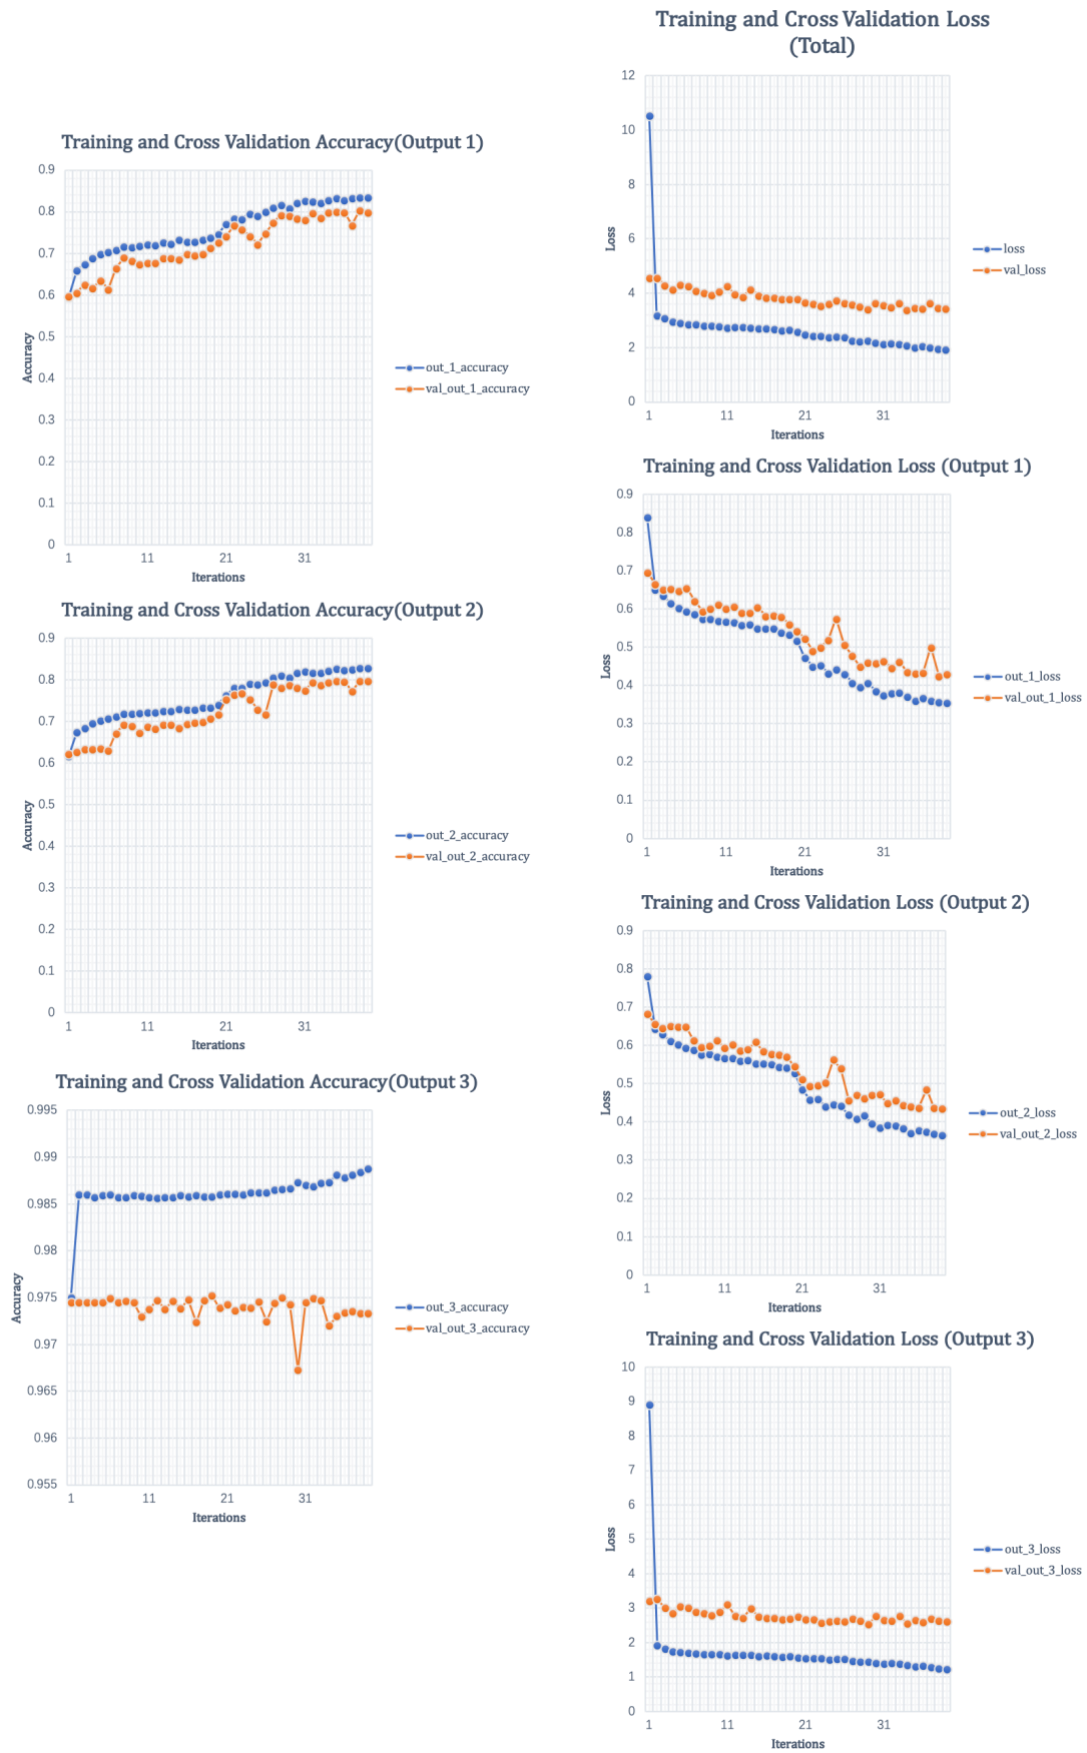 Training and Cross Validation Accuracy(Output 1)
0.9
0.8
0.7
0.6
0.5
0.4
0.3
0.2
0.1
0
Accuracy
1
11
21
31
Iterations
out_1_accuracy
val_out_1_accuracy
Training and Cross Validation Accuracy(Output 2)
0.9
0.8
0.7
0.6
0.5
0.4
0.3
0.2
0.1
0
Accuracy
1
11
21
31
Iterations
out_2_accuracy
val_out_2_accuracy
Training and Cross Validation Accuracy(Output 3)
0.995
0.99
0.985
0.98
0.975
0.97
0.965
0.96
0.955
Accuracy
1
11
21
31
Iterations
out_3_accuracy
val_out_3_accuracy
Training and Cross Validation Loss
(Total)
12
10
8
6
4
2
0
Loss
1
11
21
31
Iterations
loss
val_loss
Training and Cross Validation Loss (Output 1)
0.9
0.8
0.7
0.6
0.5
0.4
0.3
0.2
0.1
0
Loss
1
11
21
31
Iterations
out_1_loss
val_out_1_loss
Training and Cross Validation Loss (Output 2)
0.9
0.8
0.7
0.6
0.5
0.4
0.3
0.2
0.1
0
Loss
1
11
21
31
Iterations
out_2_loss
val_out_2_loss
Training and Cross Validation Loss (Output 3)
10
9
8
7
6
5
4
3
2
1
0
Loss
1
11
21
31
Iterations
out_3_loss
val_out_3_loss